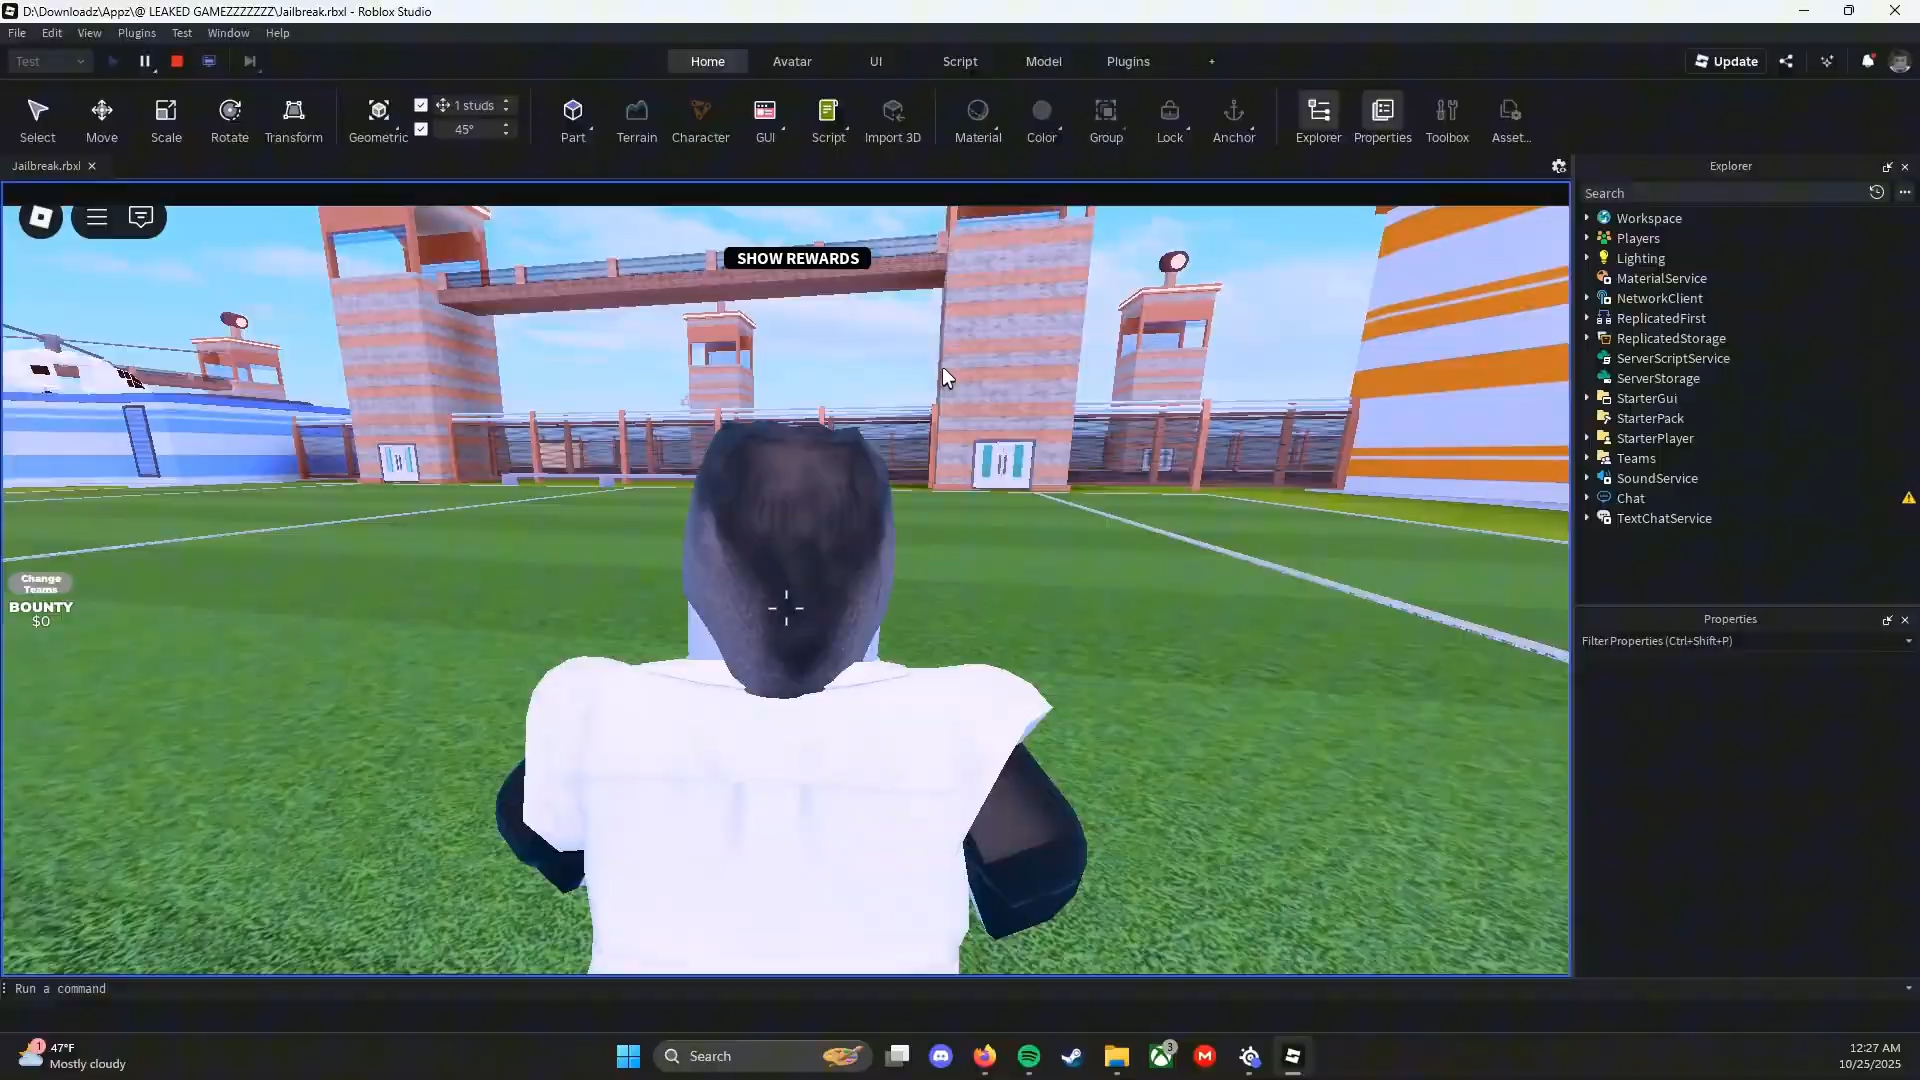 D:\Downloadz\Appz\@ LEAKED GAMEZZZZZZZ\Jailbreak.rbxl - Roblox Studio
File Edit View Plugins Test Window Help
Test
Home Avatar UI Script Model Plugins +
Update
1 studs
45°
Select Move Scale Rotate Transform Geometric Part Terrain Character GUI Script Import 3D Material Color Group Lock Anchor Explorer Properties Toolbox Asset...
Jailbreak.rbxl
Explorer
Search
Workspace
Players
Lighting
MaterialService
NetworkClient
ReplicatedFirst
ReplicatedStorage
ServerScriptService
ServerStorage
StarterGui
StarterPack
StarterPlayer
Teams
SoundService
Chat
TextChatService
SHOW REWARDS
Change
Teams
BOUNTY
$0
Properties
Filter Properties (Ctrl+Shift+P)
Run a command
1
47°F
Mostly cloudy
Search
3
12:27 AM
10/25/2025